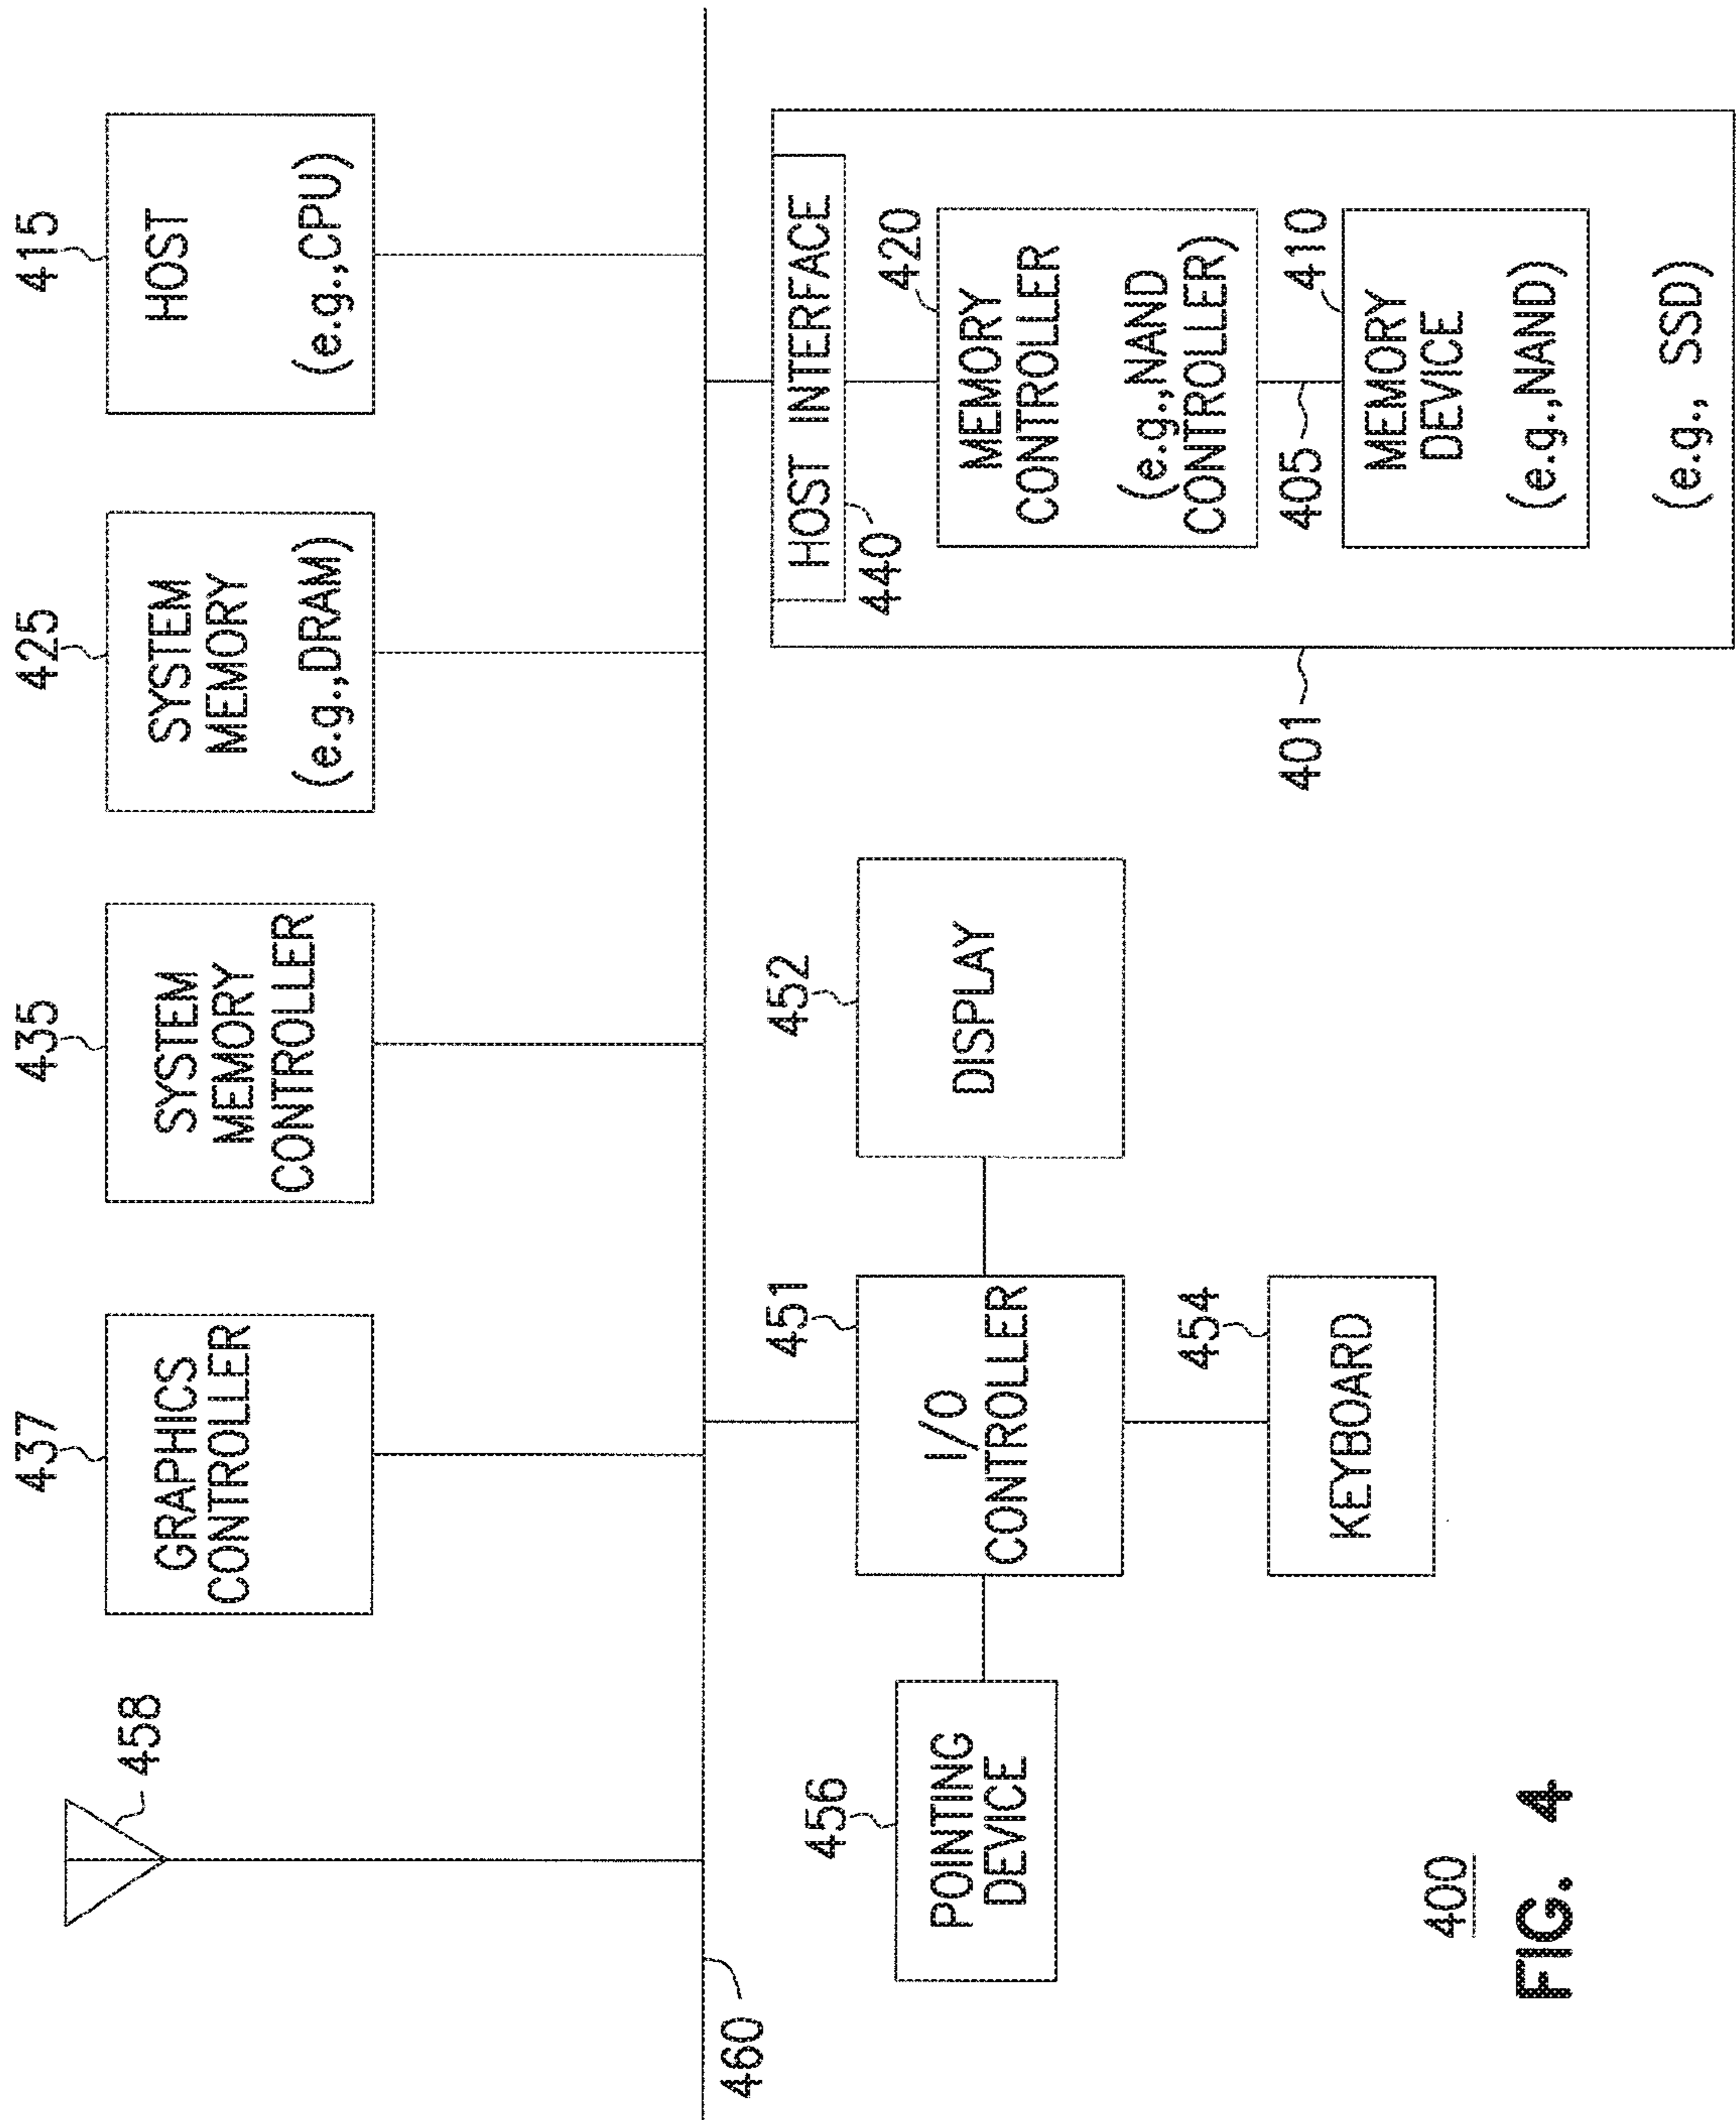 458
437
GRAPHICS
CONTROLLER
435
SYSTEM
MEMORY
CONTROLLER
425
SYSTEM
MEMORY
(e.g.,DRAM)
415
HOST
(e.g.,CPU)
460
456
POINTING
DEVICE
451
I/O
CONTROLLER
452
DISPLAY
454
KEYBOARD
HOST INTERFACE
440
420
MEMORY
CONTROLLER
(e.g.,NAND
CONTROLLER)
405
410
MEMORY
DEVICE
(e.g.,NAND)
(e.g., SSD)
401
400
FIG. 4